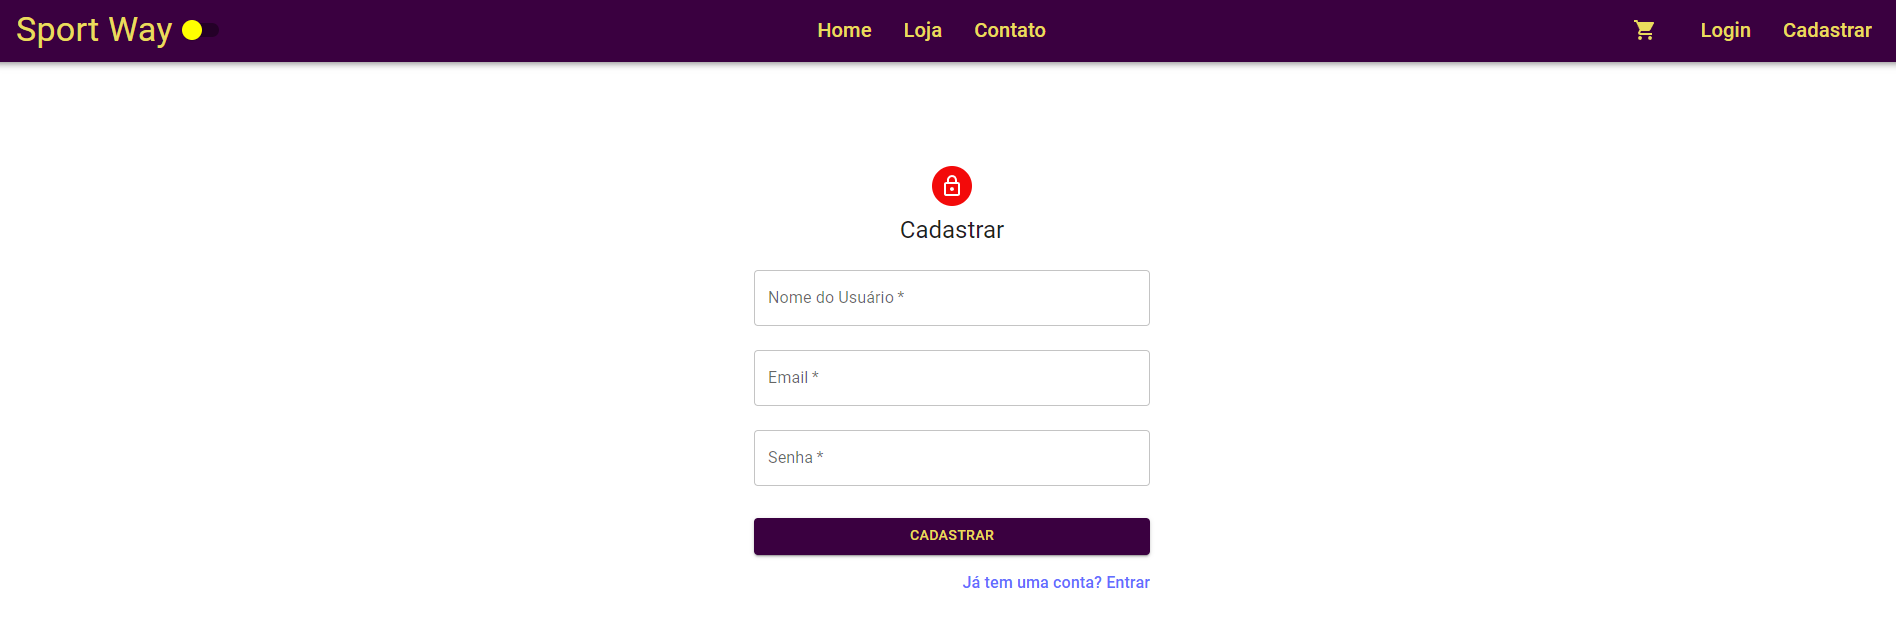 Sport Way
Home Loja Contato
Login Cadastrar
Cadastrar
Nome do Usuário *
Email *
Senha *
CADASTRAR
Já tem uma conta? Entrar